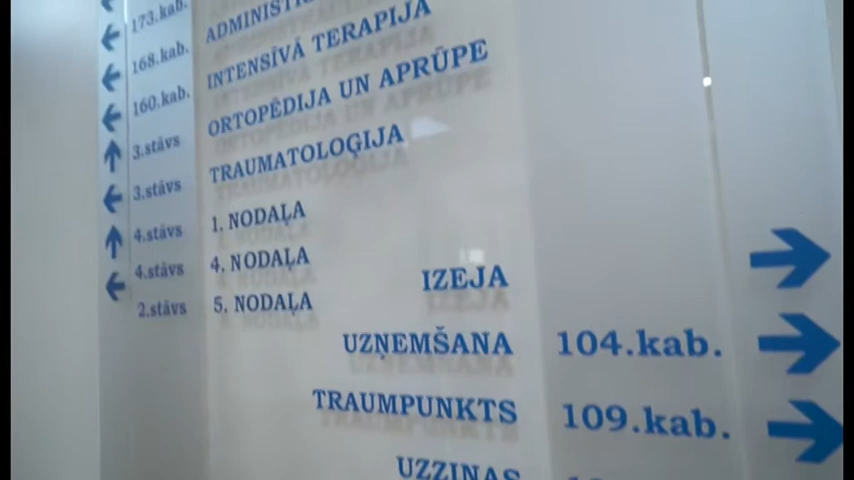 173.kab.
168.kab.
160.kab. INTENSĪVĀ TERAPIJA
3.stāvs ORTOPĒDIJA UN APRŪPE
3.stāvs TRAUMATOLOĢIJA
4.stāvs 1. NODAĻA
4.stāvs 4. NODAĻA
2.stāvs 5. NODAĻA
IZEJA
UZŅEMŠANA 104.kab.
TRAUMPUNKTS 109.kab.